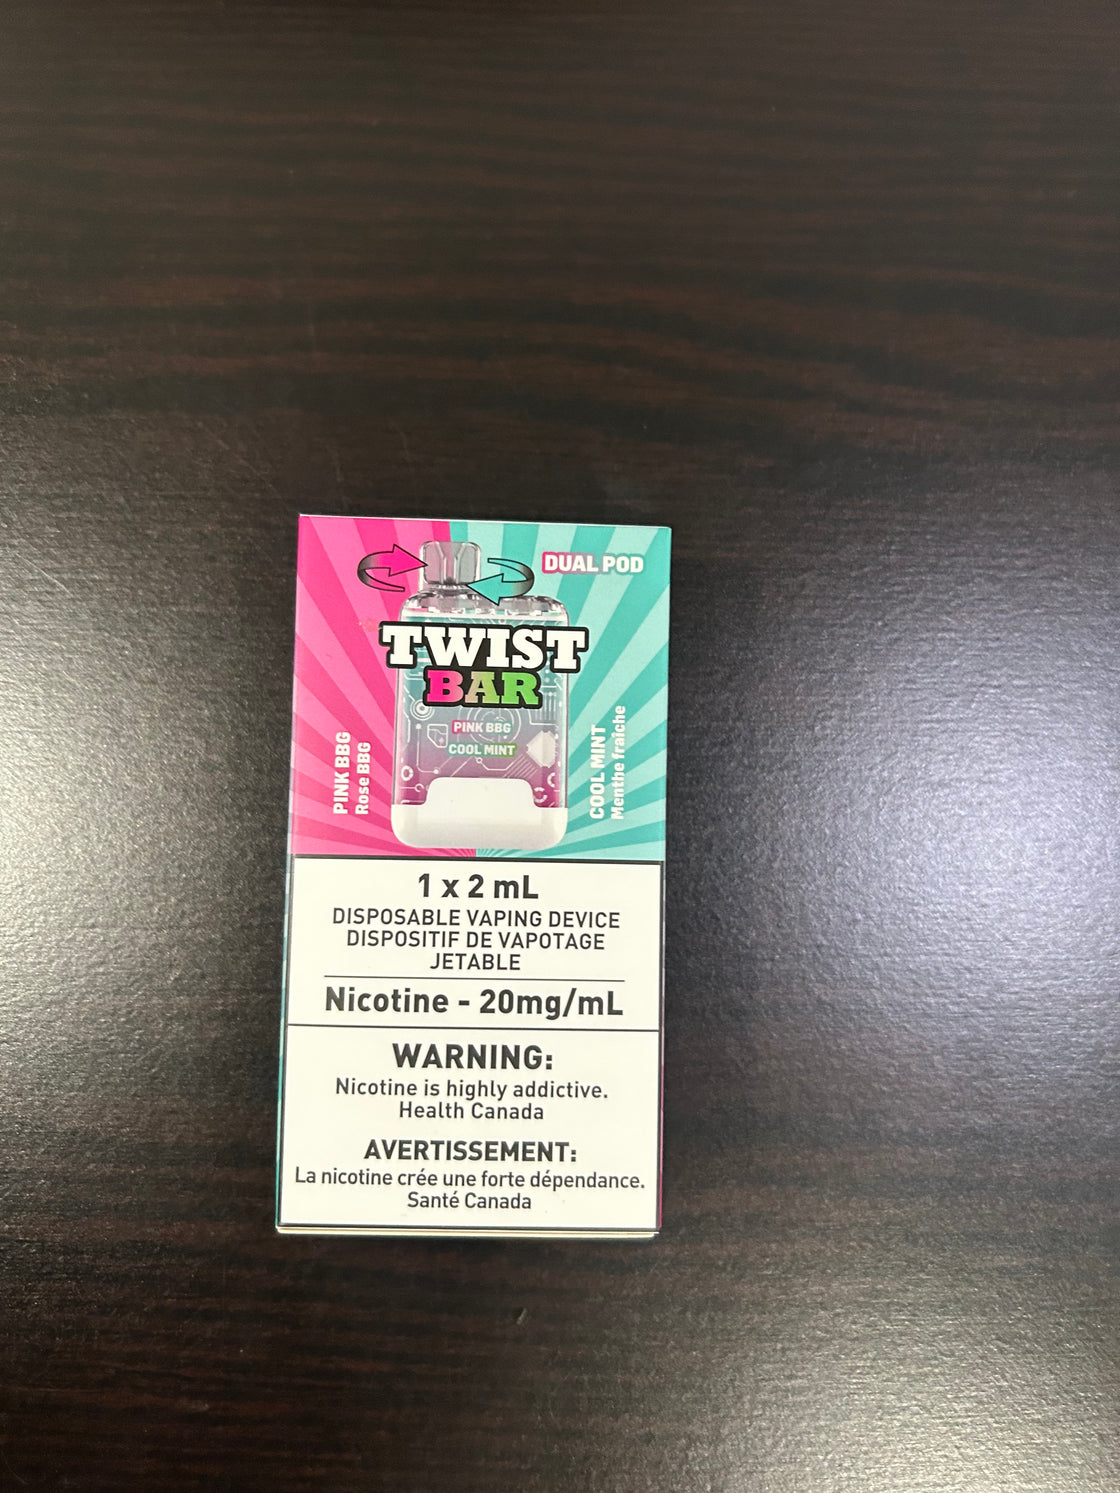 DUAL POD
TWIST
BAR
PINK BBG
COOL MINT
PINK BBG
Rose BBG
COOL MINT
Menthe fraîche
1 x 2 mL
DISPOSABLE VAPING DEVICE
DISPOSITIF DE VAPOTAGE
JETABLE
Nicotine - 20mg/mL
WARNING:
Nicotine is highly addictive.
Health Canada
AVERTISSEMENT:
La nicotine crée une forte dépendance.
Santé Canada